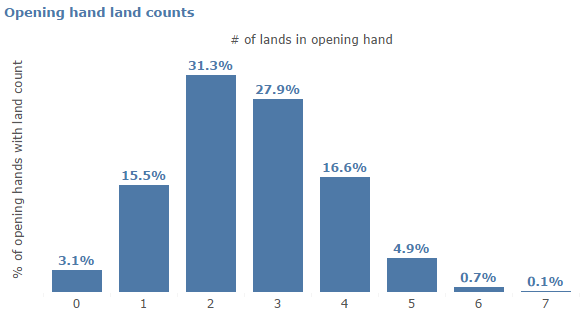 Opening hand land counts
# of lands in opening hand
% of opening hands with land count
3.1%
15.5%
31.3%
27.9%
16.6%
4.9%
0.7%
0.1%
0 1 2 3 4 5 6 7